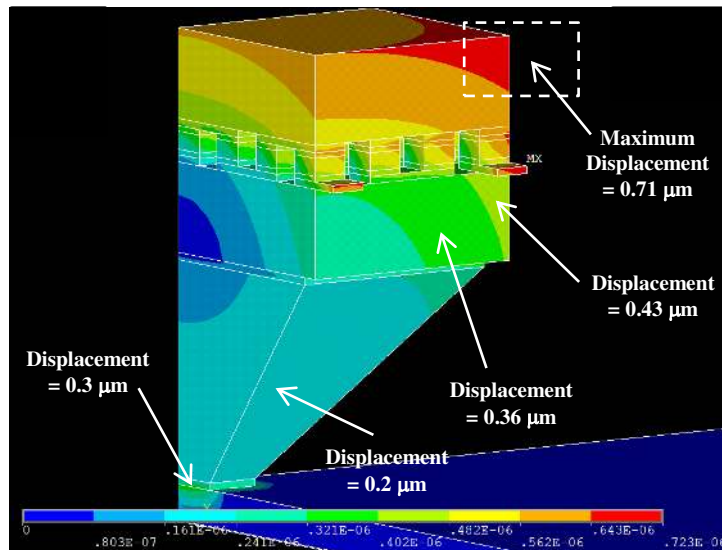 Maximum
Displacement
= 0.71 μm
MX
Displacement
= 0.43 μm
Displacement
= 0.3 μm
Displacement
= 0.36 μm
Displacement
= 0.2 μm
0 .161E-06 .321E-06 .482E-06 .643E-06
.803E-07 .241E-06 .402E-06 .562E-06 .723E-06